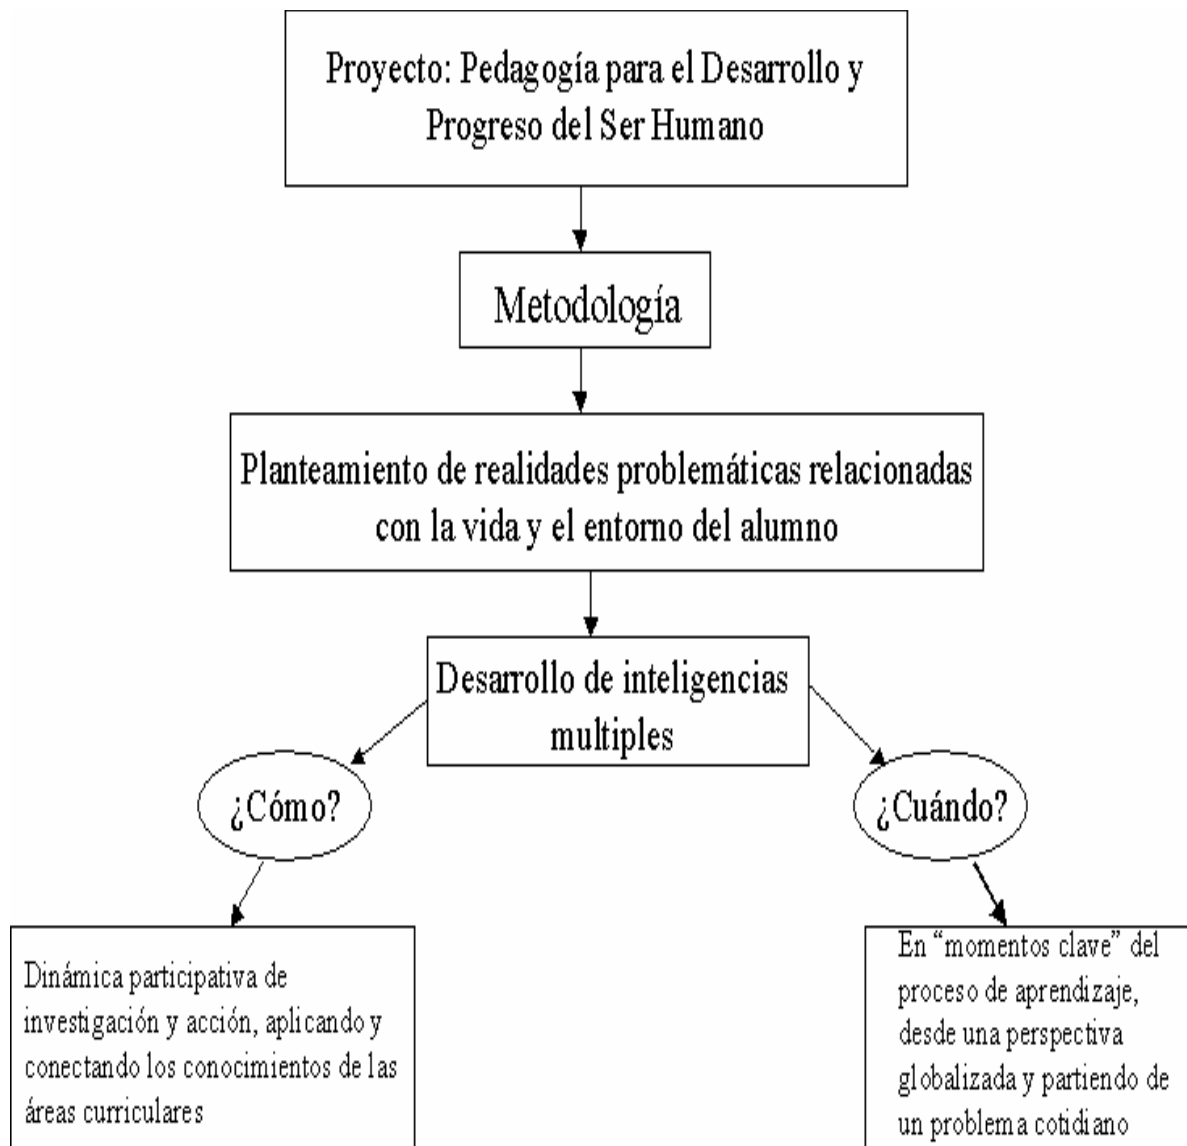 Proyecto: Pedagogía para el Desarrollo y
Progreso del Ser Humano
Metodología
Planteamiento de realidades problemáticas relacionadas
con la vida y el entorno del alumno
Desarrollo de inteligencias
multiples
¿Cómo?
¿Cuándo?
Dinámica participativa de
investigación y acción, aplicando y
conectando los conocimientos de las
áreas curriculares
En “momentos clave” del
proceso de aprendizaje,
desde una perspectiva
globalizada y partiendo de
un problema cotidiano